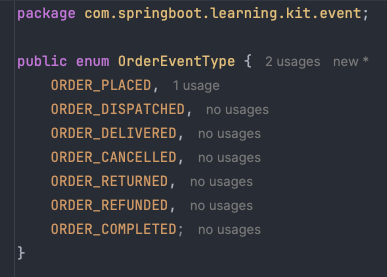 package com.springboot.learning.kit.event;
public enum OrderEventType { 2 usages new *
ORDER_PLACED, 1 usage
ORDER_DISPATCHED, no usages
ORDER_DELIVERED, no usages
ORDER_CANCELLED, no usages
ORDER_RETURNED, no usages
ORDER_REFUNDED, no usages
ORDER_COMPLETED; no usages
}